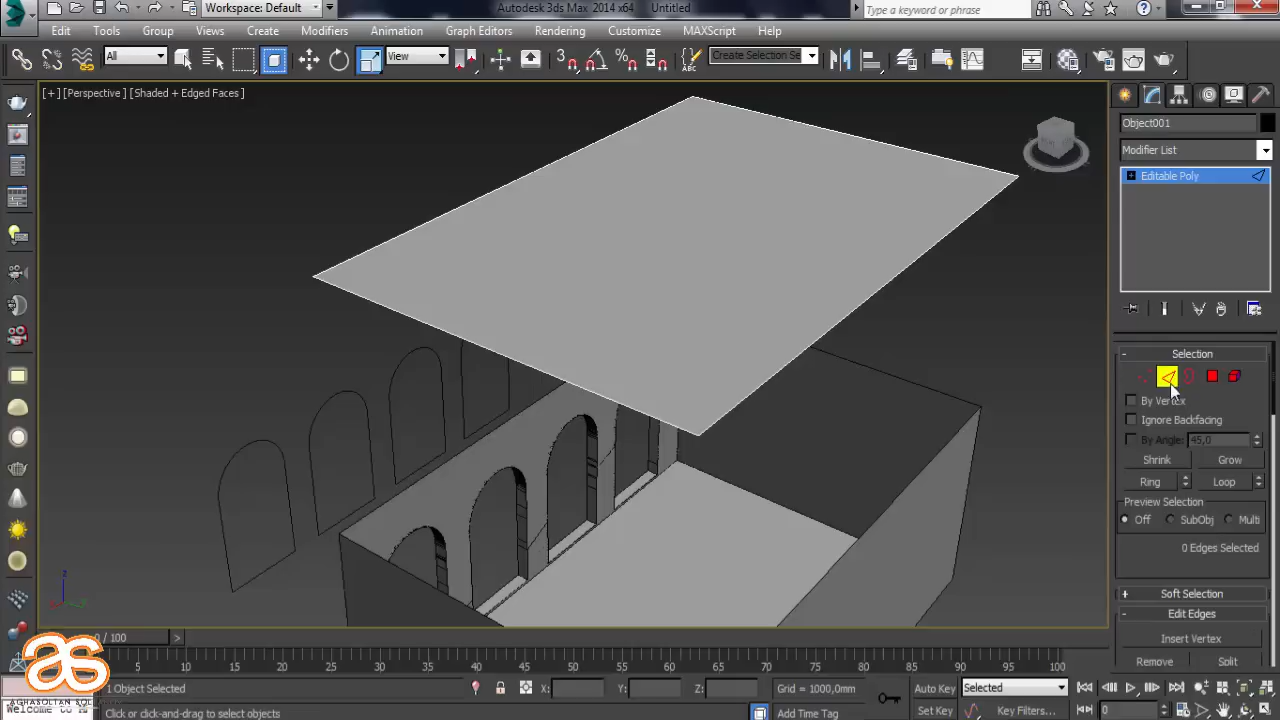 Workspace: Default
Autodesk 3ds Max 2014 x64
Untitled
Type a keyword or phrase
Edit
Tools
Group
Views
Create
Modifiers
Animation
Graph Editors
Rendering
Customize
MAXScript
Help
All
View
3
Create Selection Se
[+] [Perspective] [Shaded + Edged Faces]
Object001
Modifier List
Editable Poly
- Selection
By Vertex
Ignore Backfacing
By Angle: 45,0
Shrink
Grow
Ring
Loop
Preview Selection
Off
SubObj
Multi
0 Edges Selected
+ Soft Selection
- Edit Edges
Insert Vertex
Remove
Split
z
0 / 100
>
5 10 15 20 25 30 35 40 45 50 55 60 65 70 75 80 85 90 95 100
as
1 Object Selected
X:
Y:
Z:
Grid = 1000,0mm
Auto Key
Selected
Welcome to M
Click or click-and-drag to select objects
Add Time Tag
Set Key
Key Filters...
0